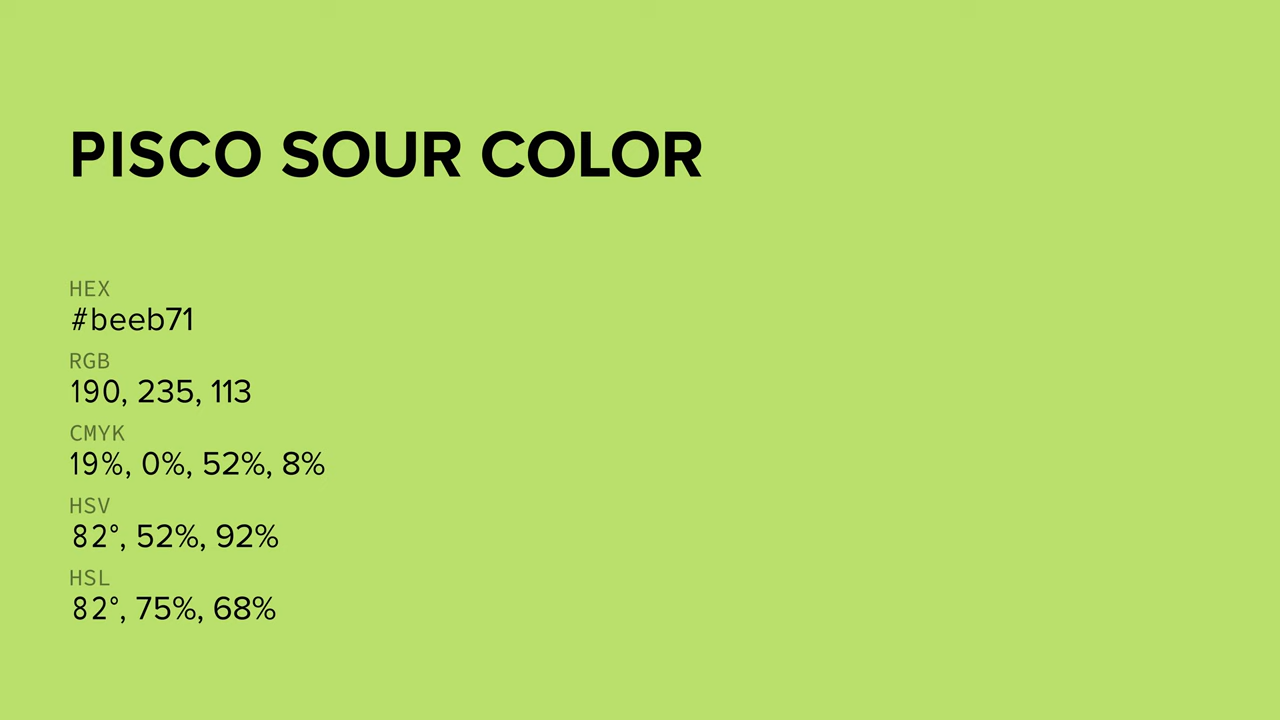 PISCO SOUR COLOR
HEX
#beeb71
RGB
190, 235, 113
CMYK
19%, 0%, 52%, 8%
HSV
82°, 52%, 92%
HSL
82°, 75%, 68%